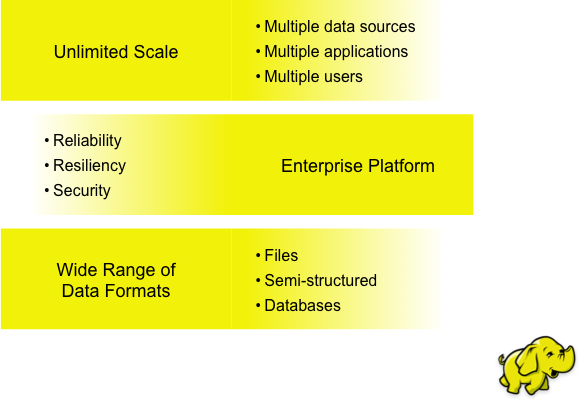 Unlimited Scale
• Multiple data sources
• Multiple applications
• Multiple users
• Reliability
• Resiliency
• Security
Enterprise Platform
Wide Range of
Data Formats
• Files
• Semi-structured
• Databases